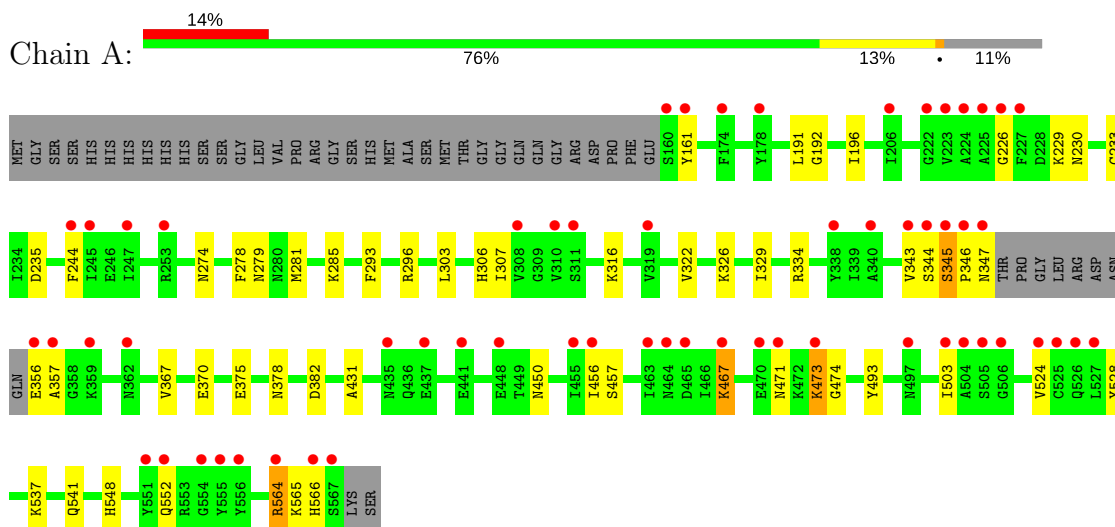 14%
Chain A:
76% 13% • 11%
MET GLY SER SER HIS HIS HIS HIS HIS HIS SER SER GLY LEU VAL PRO ARG GLY SER HIS MET ALA SER MET THR GLY GLY GLN GLN GLY ARG ASP PRO PHE GLU S160 Y161 F174 Y178 L191 G192 I196 I206 G222 V223 A224 A225 G226 F227 D228 K229 N230 G233
I234 D235 F244 I245 E246 I247 R253 N274 F278 N279 N280 M281 K285 F293 R296 L303 H306 I307 V308 G309 V310 S311 K316 V319 V322 K326 I329 R334 Y338 I339 A340 V343 S344 S345 P346 N347 THR PRO GLY LEU ARG ASP ASN
GLN E356 A357 G358 K359 N362 V367 E370 E375 N378 D382 A431 N435 Q436 E437 E441 E448 T449 N450 I455 I456 S457 I463 N464 D465 I466 K467 E470 N471 K472 K473 G474 Y493 N497 I503 A504 S505 G506 V524 C525 Q526 L527 Y528
K537 Q541 H548 Y551 Q552 R553 G554 Y555 Y556 R564 K565 H566 S567 LYS SER